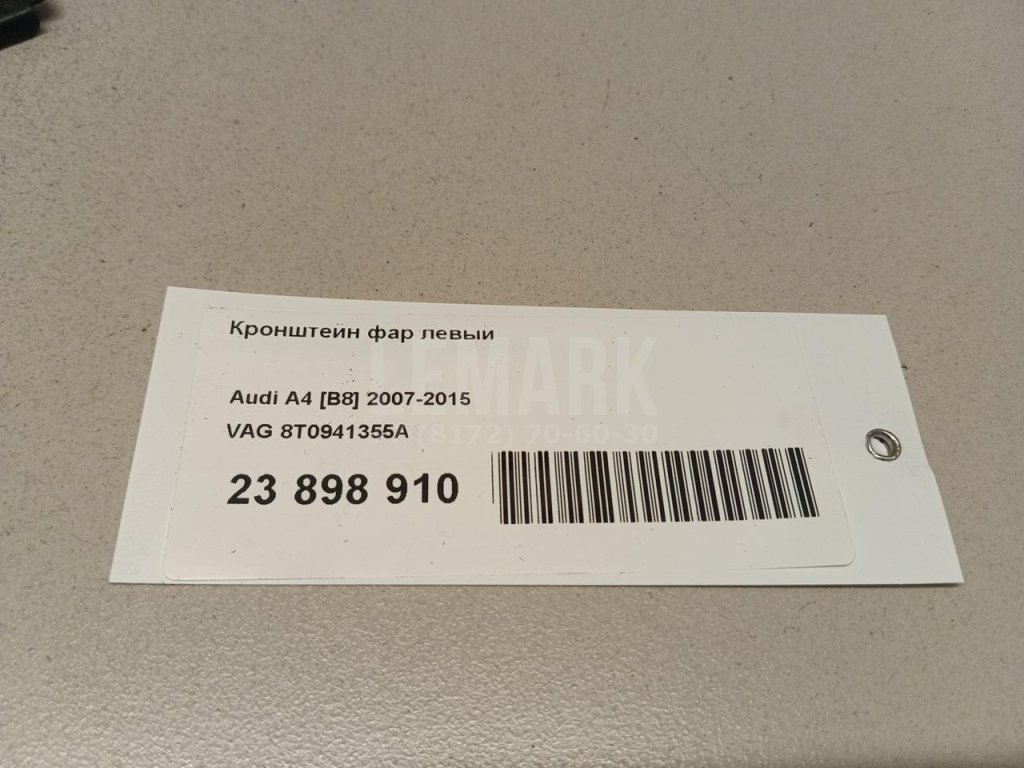 Кронштейн фар левый
LEMARK
Audi A4 [B8] 2007-2015
VAG 8T0941355A
(8172) 70-60-30
23 898 910